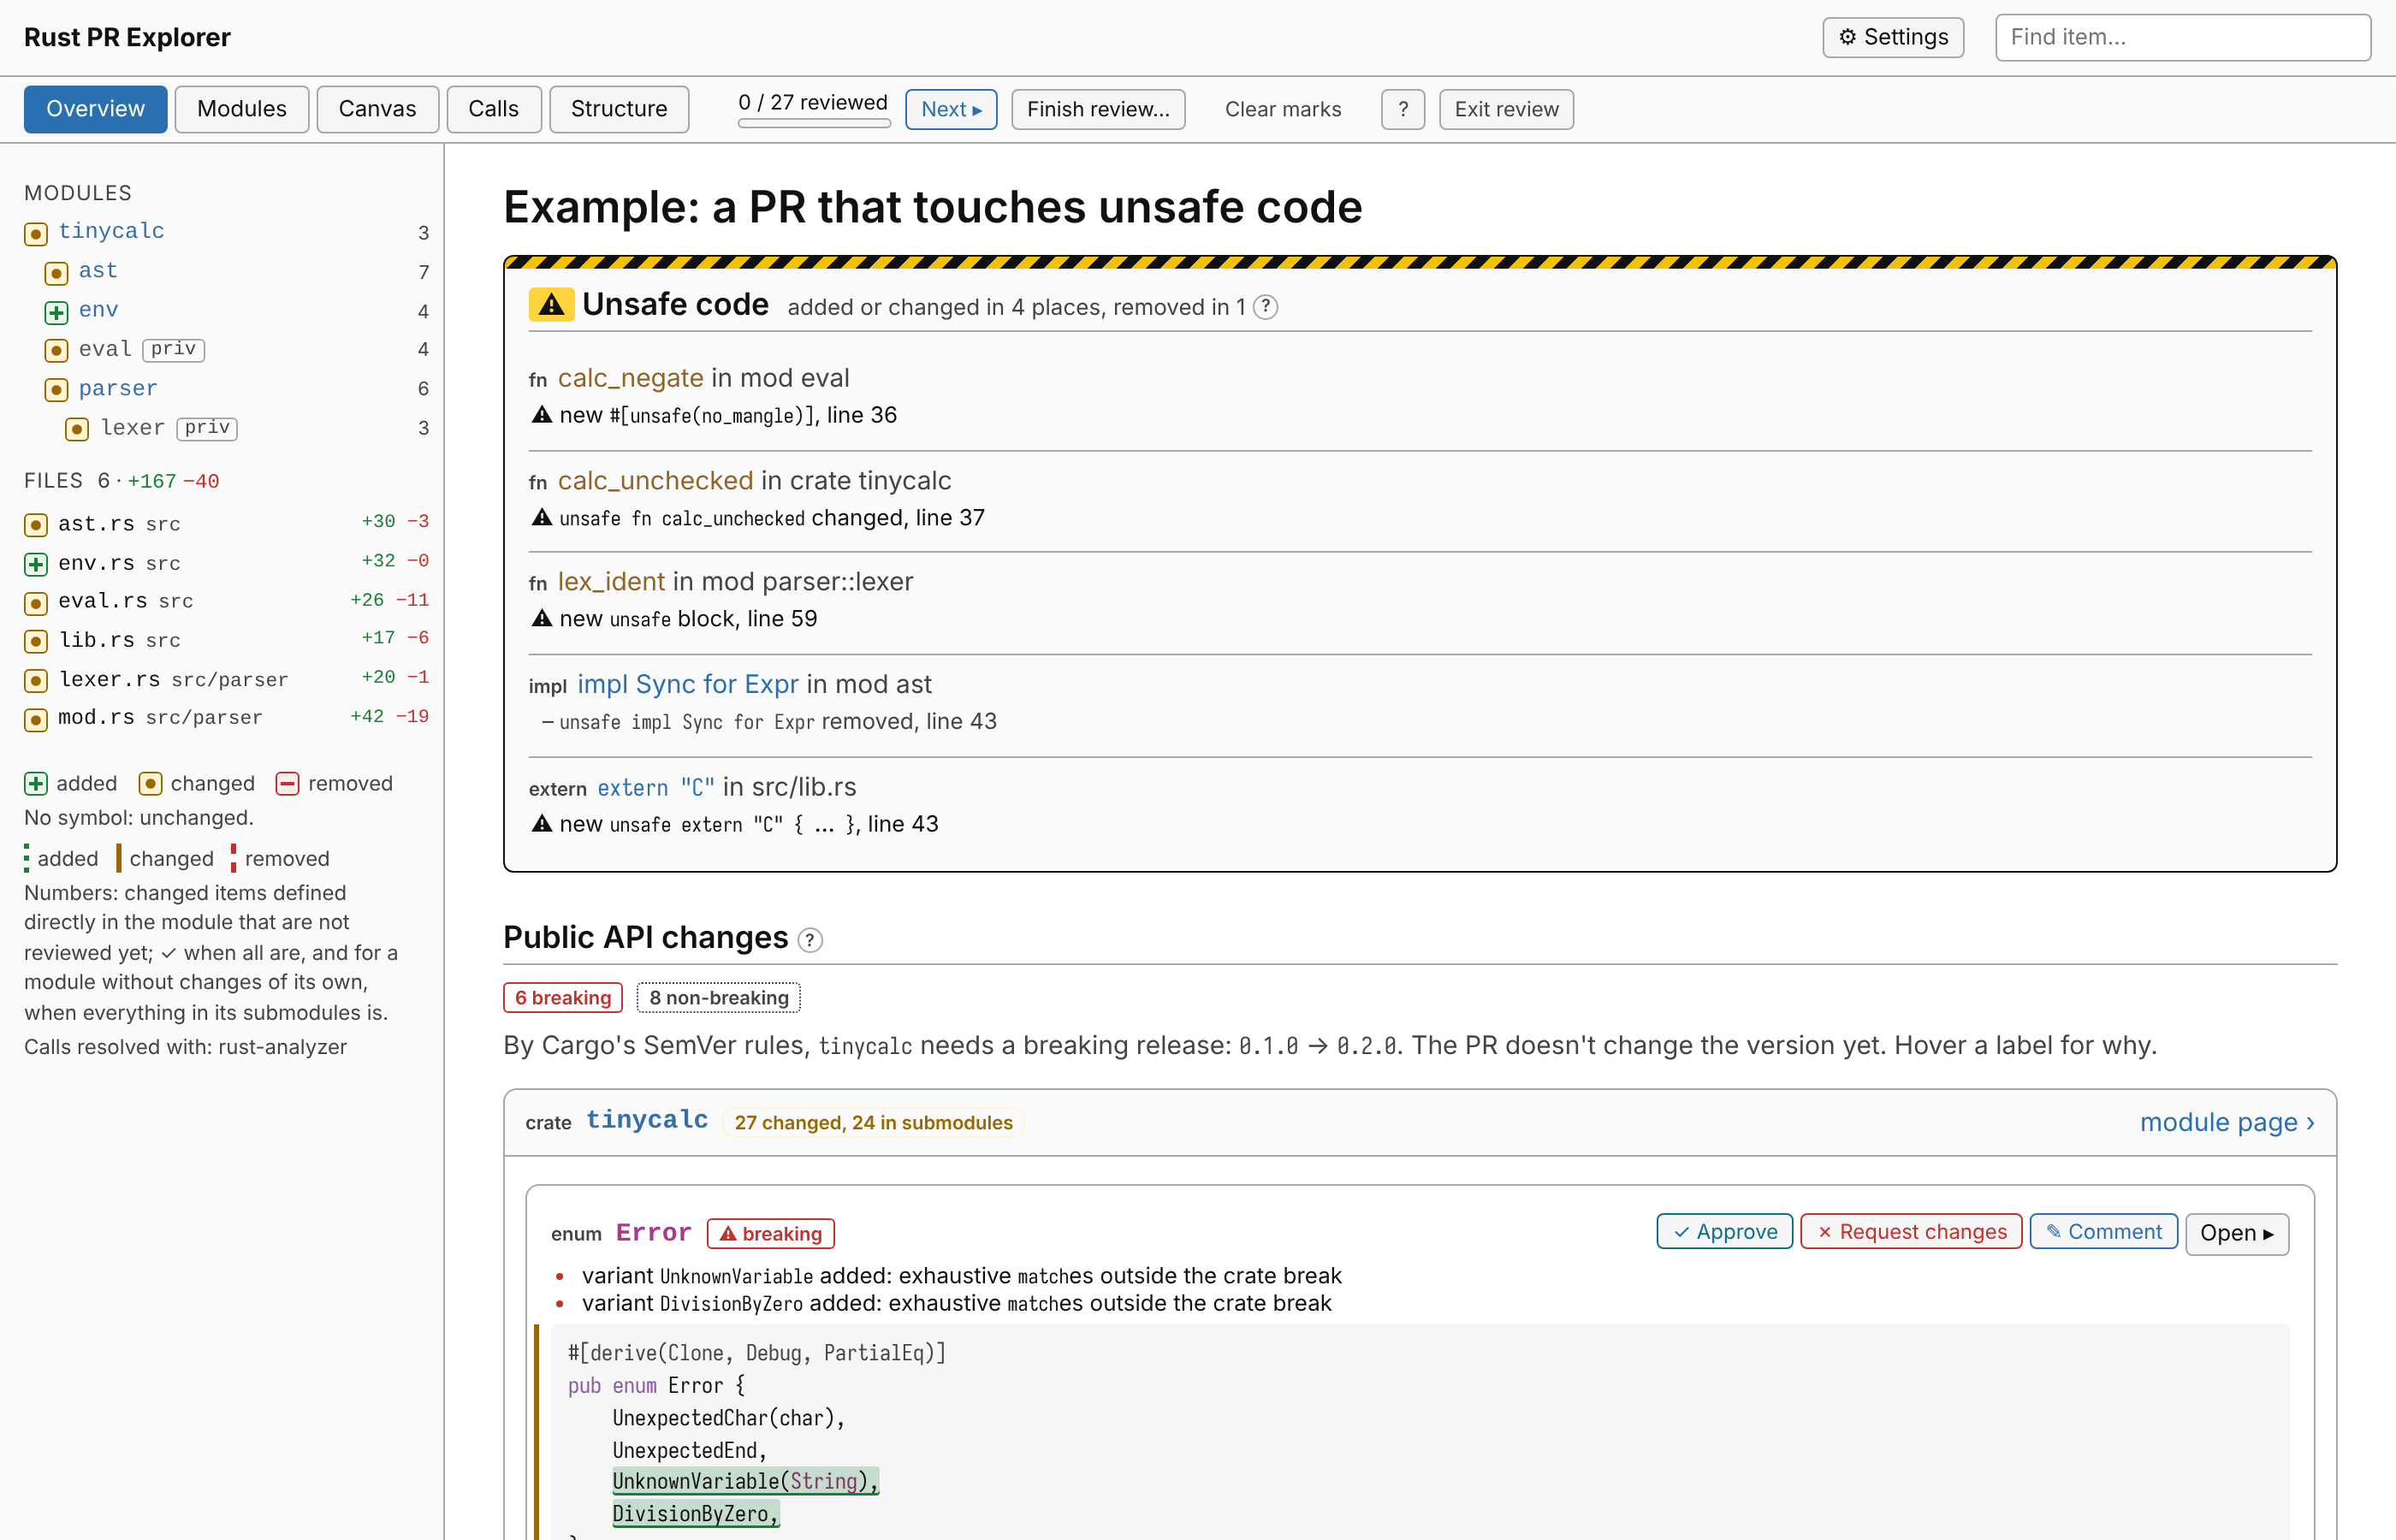 Rust PR Explorer
⚙ Settings
Find item...
Overview
Modules
Canvas
Calls
Structure
0 / 27 reviewed
Next ▸
Finish review...
Clear marks
?
Exit review
MODULES
tinycalc 3
ast 7
env 4
eval priv 4
parser 6
lexer priv 3
FILES 6 · +167 −40
ast.rs src +30 −3
env.rs src +32 −0
eval.rs src +26 −11
lib.rs src +17 −6
lexer.rs src/parser +20 −1
mod.rs src/parser +42 −19
added changed removed
No symbol: unchanged.
added changed removed
Numbers: changed items defined
directly in the module that are not
reviewed yet; ✓ when all are, and for a
module without changes of its own,
when everything in its submodules is.
Calls resolved with: rust-analyzer
Example: a PR that touches unsafe code
⚠ Unsafe code added or changed in 4 places, removed in 1 ?
fn calc_negate in mod eval
⚠ new #[unsafe(no_mangle)], line 36
fn calc_unchecked in crate tinycalc
⚠ unsafe fn calc_unchecked changed, line 37
fn lex_ident in mod parser::lexer
⚠ new unsafe block, line 59
impl impl Sync for Expr in mod ast
− unsafe impl Sync for Expr removed, line 43
extern extern "C" in src/lib.rs
⚠ new unsafe extern "C" { … }, line 43
Public API changes ?
6 breaking 8 non-breaking
By Cargo's SemVer rules, tinycalc needs a breaking release: 0.1.0 → 0.2.0. The PR doesn't change the version yet. Hover a label for why.
crate tinycalc 27 changed, 24 in submodules module page ›
enum Error ⚠ breaking ✓ Approve × Request changes ✎ Comment Open ▸
• variant UnknownVariable added: exhaustive matches outside the crate break
• variant DivisionByZero added: exhaustive matches outside the crate break
#[derive(Clone, Debug, PartialEq)]
pub enum Error {
UnexpectedChar(char),
UnexpectedEnd,
UnknownVariable(String),
DivisionByZero,